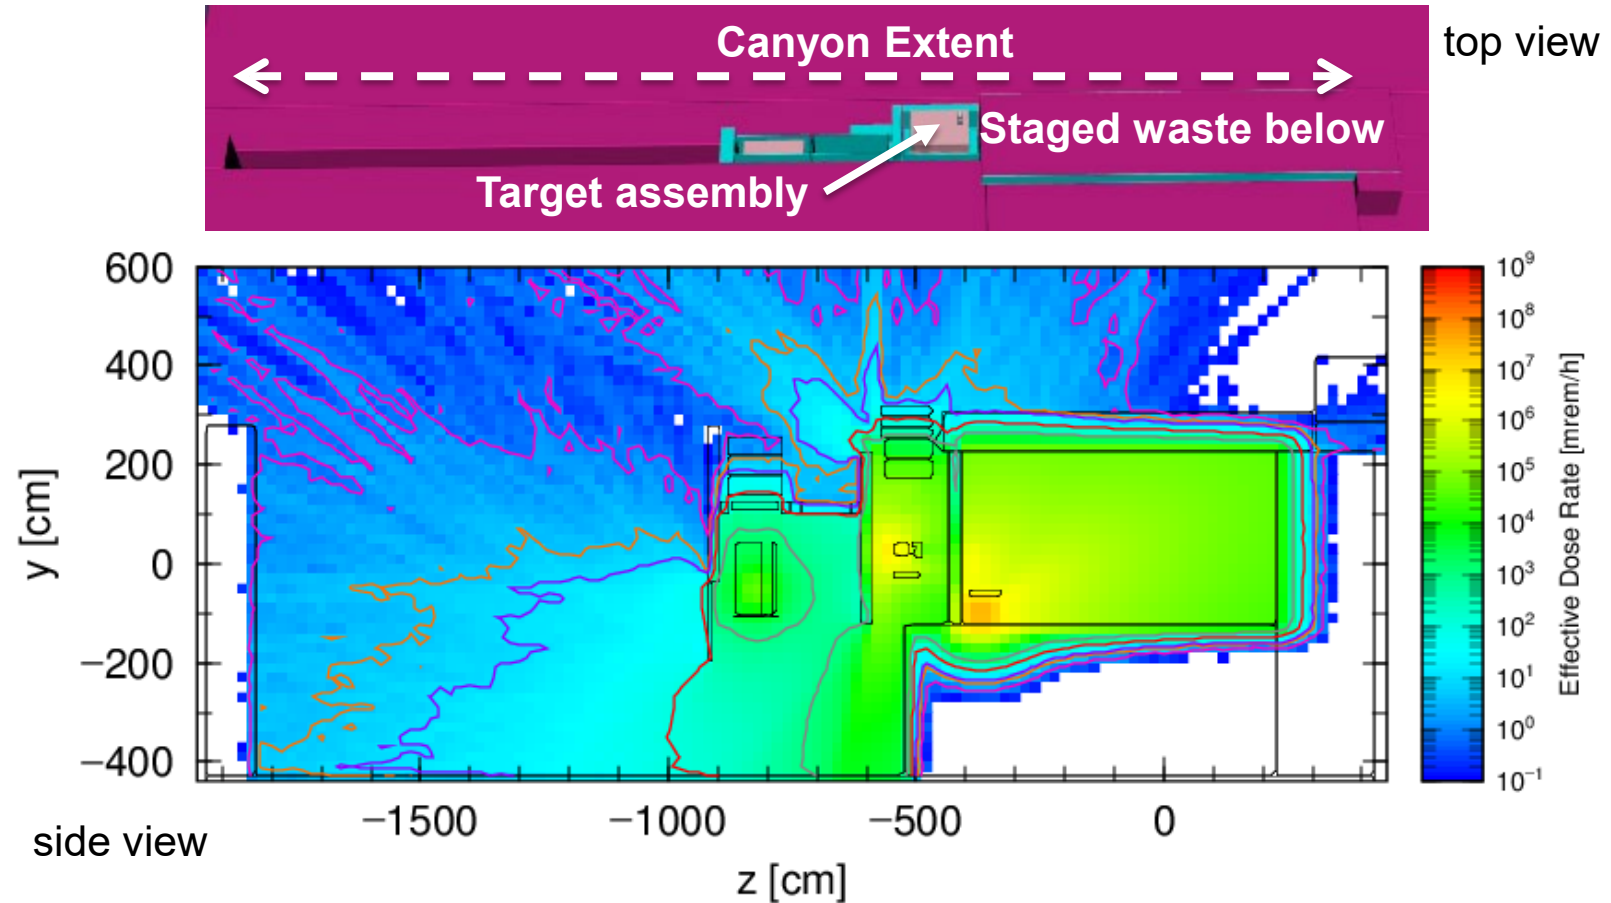 Canyon Extent
top view
Staged waste below
Target assembly
600
400
200
0
−200
−400
y [cm]
−1500
−1000
−500
0
z [cm]
side view
10⁹
10⁸
10⁷
10⁶
10⁵
10⁴
10³
10²
10¹
10⁰
10⁻¹
Effective Dose Rate [mrem/h]